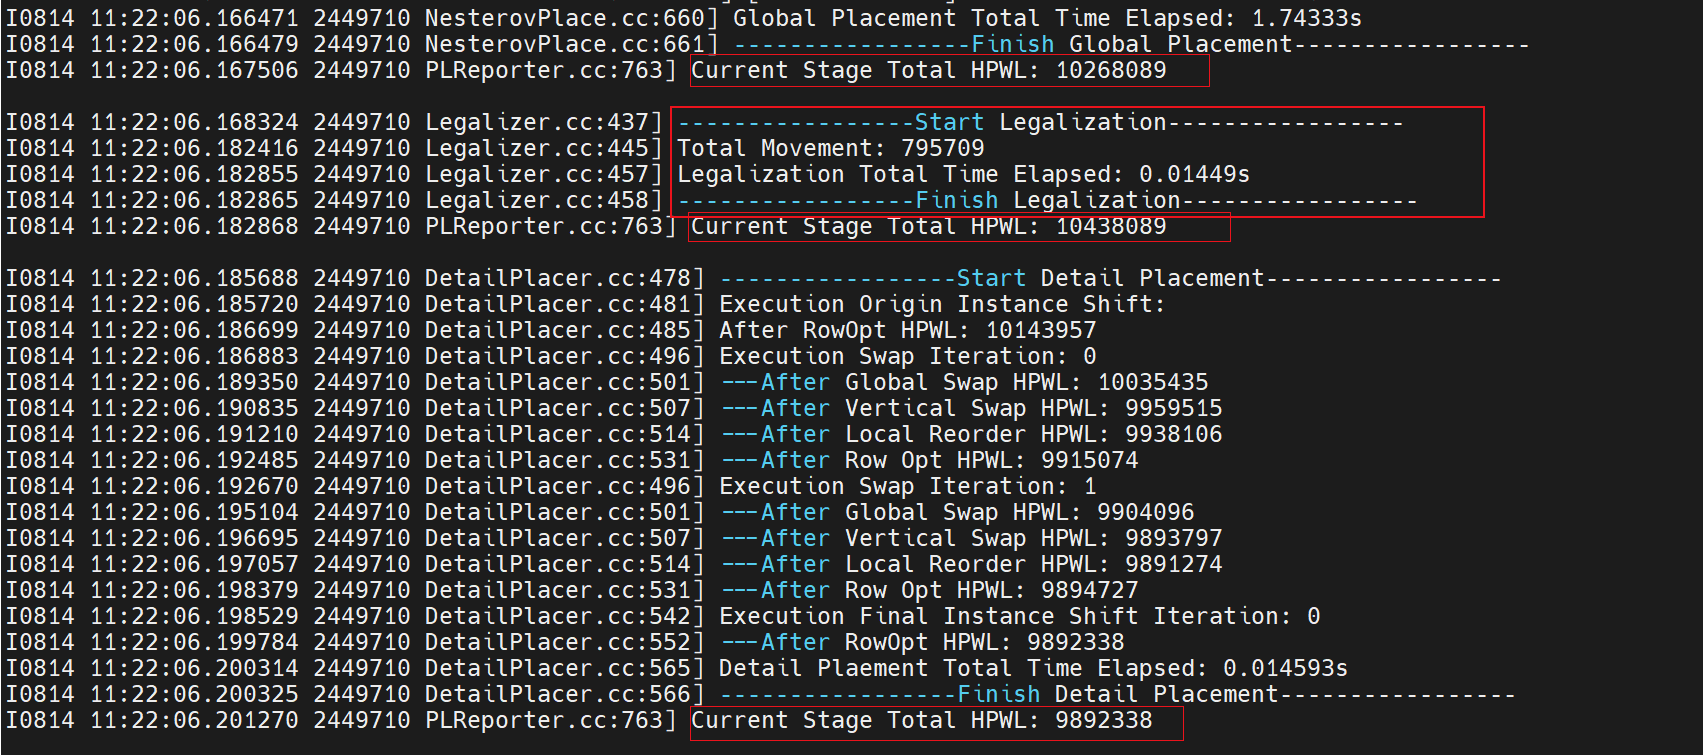 I0814 11:22:06.166471 2449710 NesterovPlace.cc:660] Global Placement Total Time Elapsed: 1.74333s
I0814 11:22:06.166479 2449710 NesterovPlace.cc:661] -----------------Finish Global Placement-----------------
I0814 11:22:06.167506 2449710 PLReporter.cc:763] Current Stage Total HPWL: 10268089
I0814 11:22:06.168324 2449710 Legalizer.cc:437] -----------------Start Legalization-----------------
I0814 11:22:06.182416 2449710 Legalizer.cc:445] Total Movement: 795709
I0814 11:22:06.182855 2449710 Legalizer.cc:457] Legalization Total Time Elapsed: 0.01449s
I0814 11:22:06.182865 2449710 Legalizer.cc:458] -----------------Finish Legalization-----------------
I0814 11:22:06.182868 2449710 PLReporter.cc:763] Current Stage Total HPWL: 10438089
I0814 11:22:06.185688 2449710 DetailPlacer.cc:478] -----------------Start Detail Placement-----------------
I0814 11:22:06.185720 2449710 DetailPlacer.cc:481] Execution Origin Instance Shift:
I0814 11:22:06.186699 2449710 DetailPlacer.cc:485] After RowOpt HPWL: 10143957
I0814 11:22:06.186883 2449710 DetailPlacer.cc:496] Execution Swap Iteration: 0
I0814 11:22:06.189350 2449710 DetailPlacer.cc:501] ---After Global Swap HPWL: 10035435
I0814 11:22:06.190835 2449710 DetailPlacer.cc:507] ---After Vertical Swap HPWL: 9959515
I0814 11:22:06.191210 2449710 DetailPlacer.cc:514] ---After Local Reorder HPWL: 9938106
I0814 11:22:06.192485 2449710 DetailPlacer.cc:531] ---After Row Opt HPWL: 9915074
I0814 11:22:06.192670 2449710 DetailPlacer.cc:496] Execution Swap Iteration: 1
I0814 11:22:06.195104 2449710 DetailPlacer.cc:501] ---After Global Swap HPWL: 9904096
I0814 11:22:06.196695 2449710 DetailPlacer.cc:507] ---After Vertical Swap HPWL: 9893797
I0814 11:22:06.197057 2449710 DetailPlacer.cc:514] ---After Local Reorder HPWL: 9891274
I0814 11:22:06.198379 2449710 DetailPlacer.cc:531] ---After Row Opt HPWL: 9894727
I0814 11:22:06.198529 2449710 DetailPlacer.cc:542] Execution Final Instance Shift Iteration: 0
I0814 11:22:06.199784 2449710 DetailPlacer.cc:552] ---After RowOpt HPWL: 9892338
I0814 11:22:06.200314 2449710 DetailPlacer.cc:565] Detail Plaement Total Time Elapsed: 0.014593s
I0814 11:22:06.200325 2449710 DetailPlacer.cc:566] -----------------Finish Detail Placement-----------------
I0814 11:22:06.201270 2449710 PLReporter.cc:763] Current Stage Total HPWL: 9892338